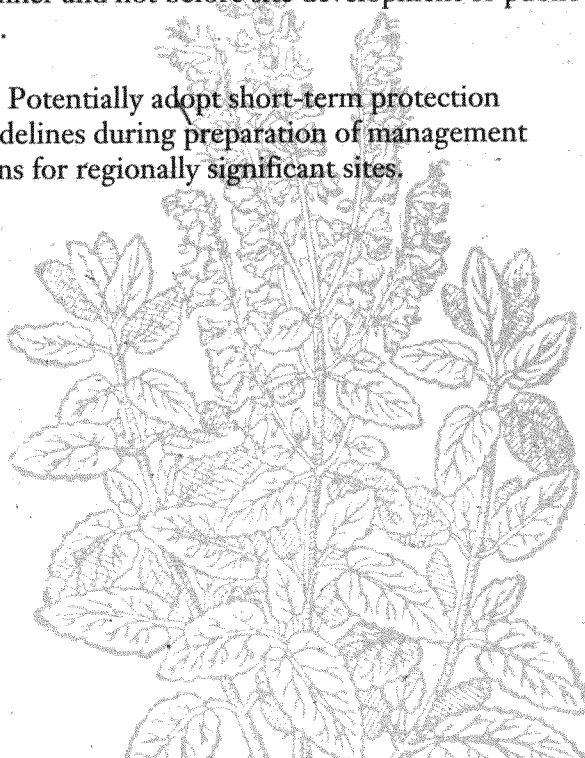 .
Potentially adopt short-term protection
delines during preparation of management
ns for regionally significant sites.